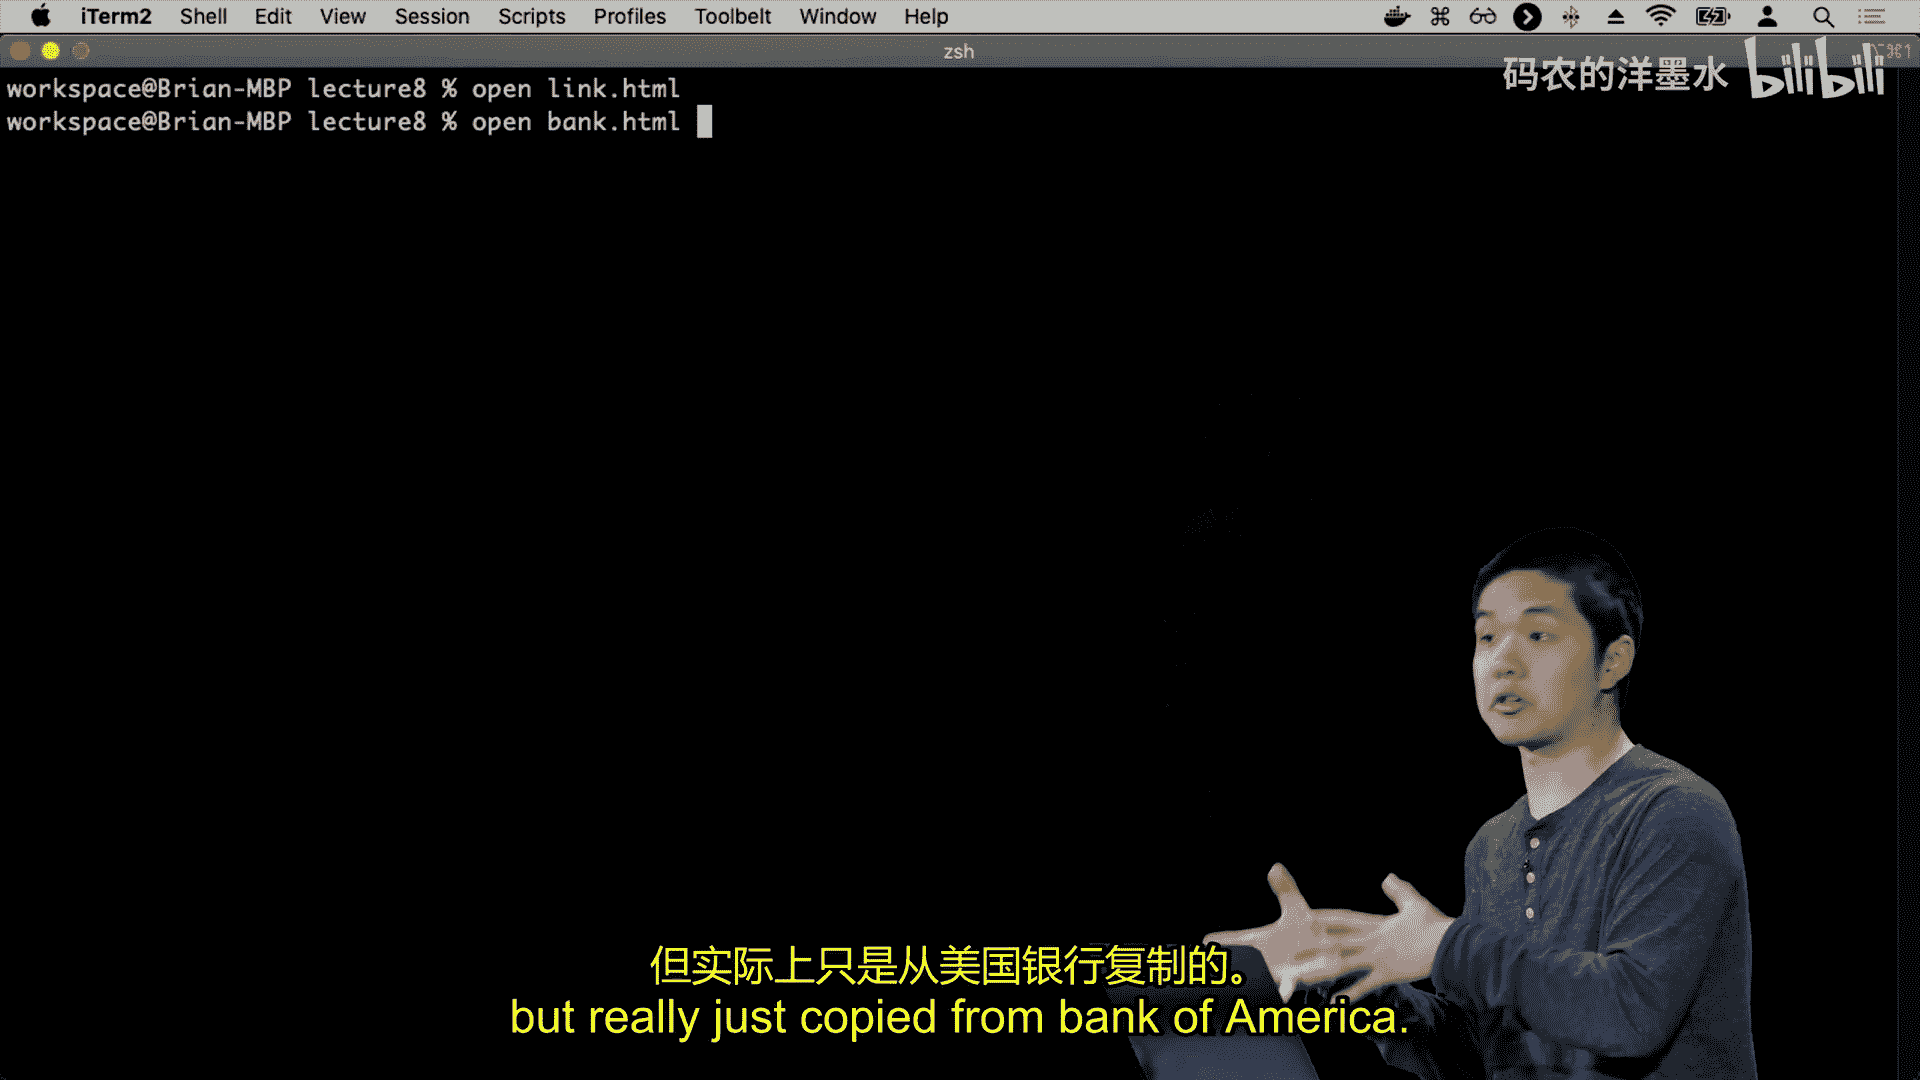 iTerm2 Shell Edit View Session Scripts Profiles Toolbelt Window Help
zsh
⌘1
码农的洋墨水 bilibili
workspace@Brian-MBP lecture8 % open link.html
workspace@Brian-MBP lecture8 % open bank.html
但实际上只是从美国银行复制的。
but really just copied from bank of America.